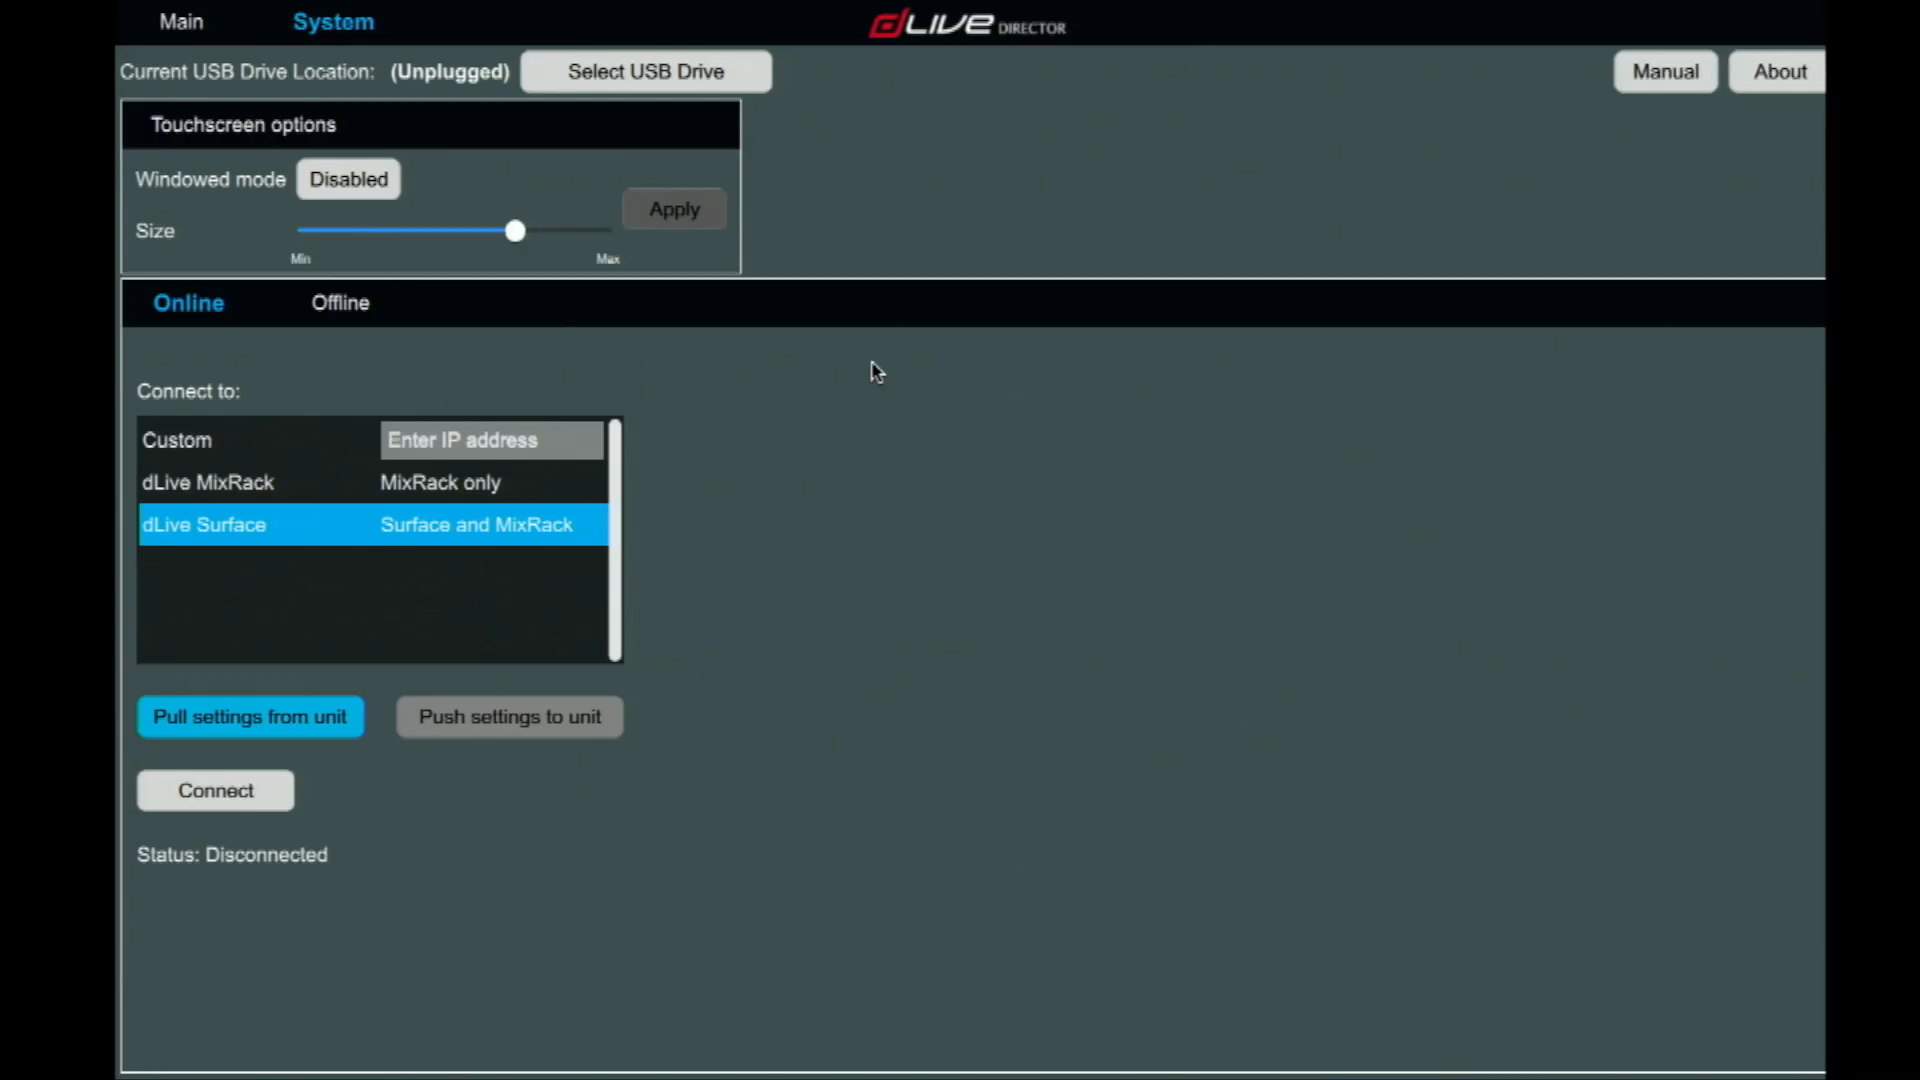 Main System dLIVE DIRECTOR
Current USB Drive Location: (Unplugged) Select USB Drive Manual About
Touchscreen options
Windowed mode Disabled
Apply
Size
Min Max
Online Offline
Connect to:
Custom Enter IP address
dLive MixRack MixRack only
dLive Surface Surface and MixRack
Pull settings from unit Push settings to unit
Connect
Status: Disconnected